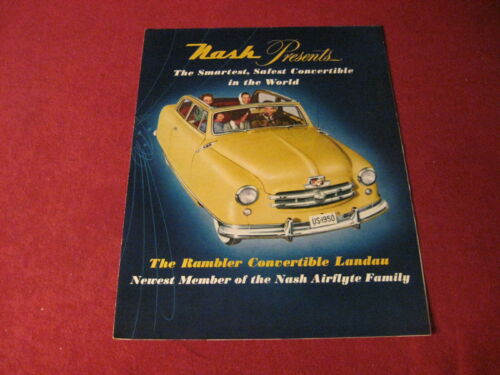 Nash Presents
The Smartest, Safest Convertible
in the World
US•1950
The Rambler Convertible Landau
Newest Member of the Nash Airflyte Family